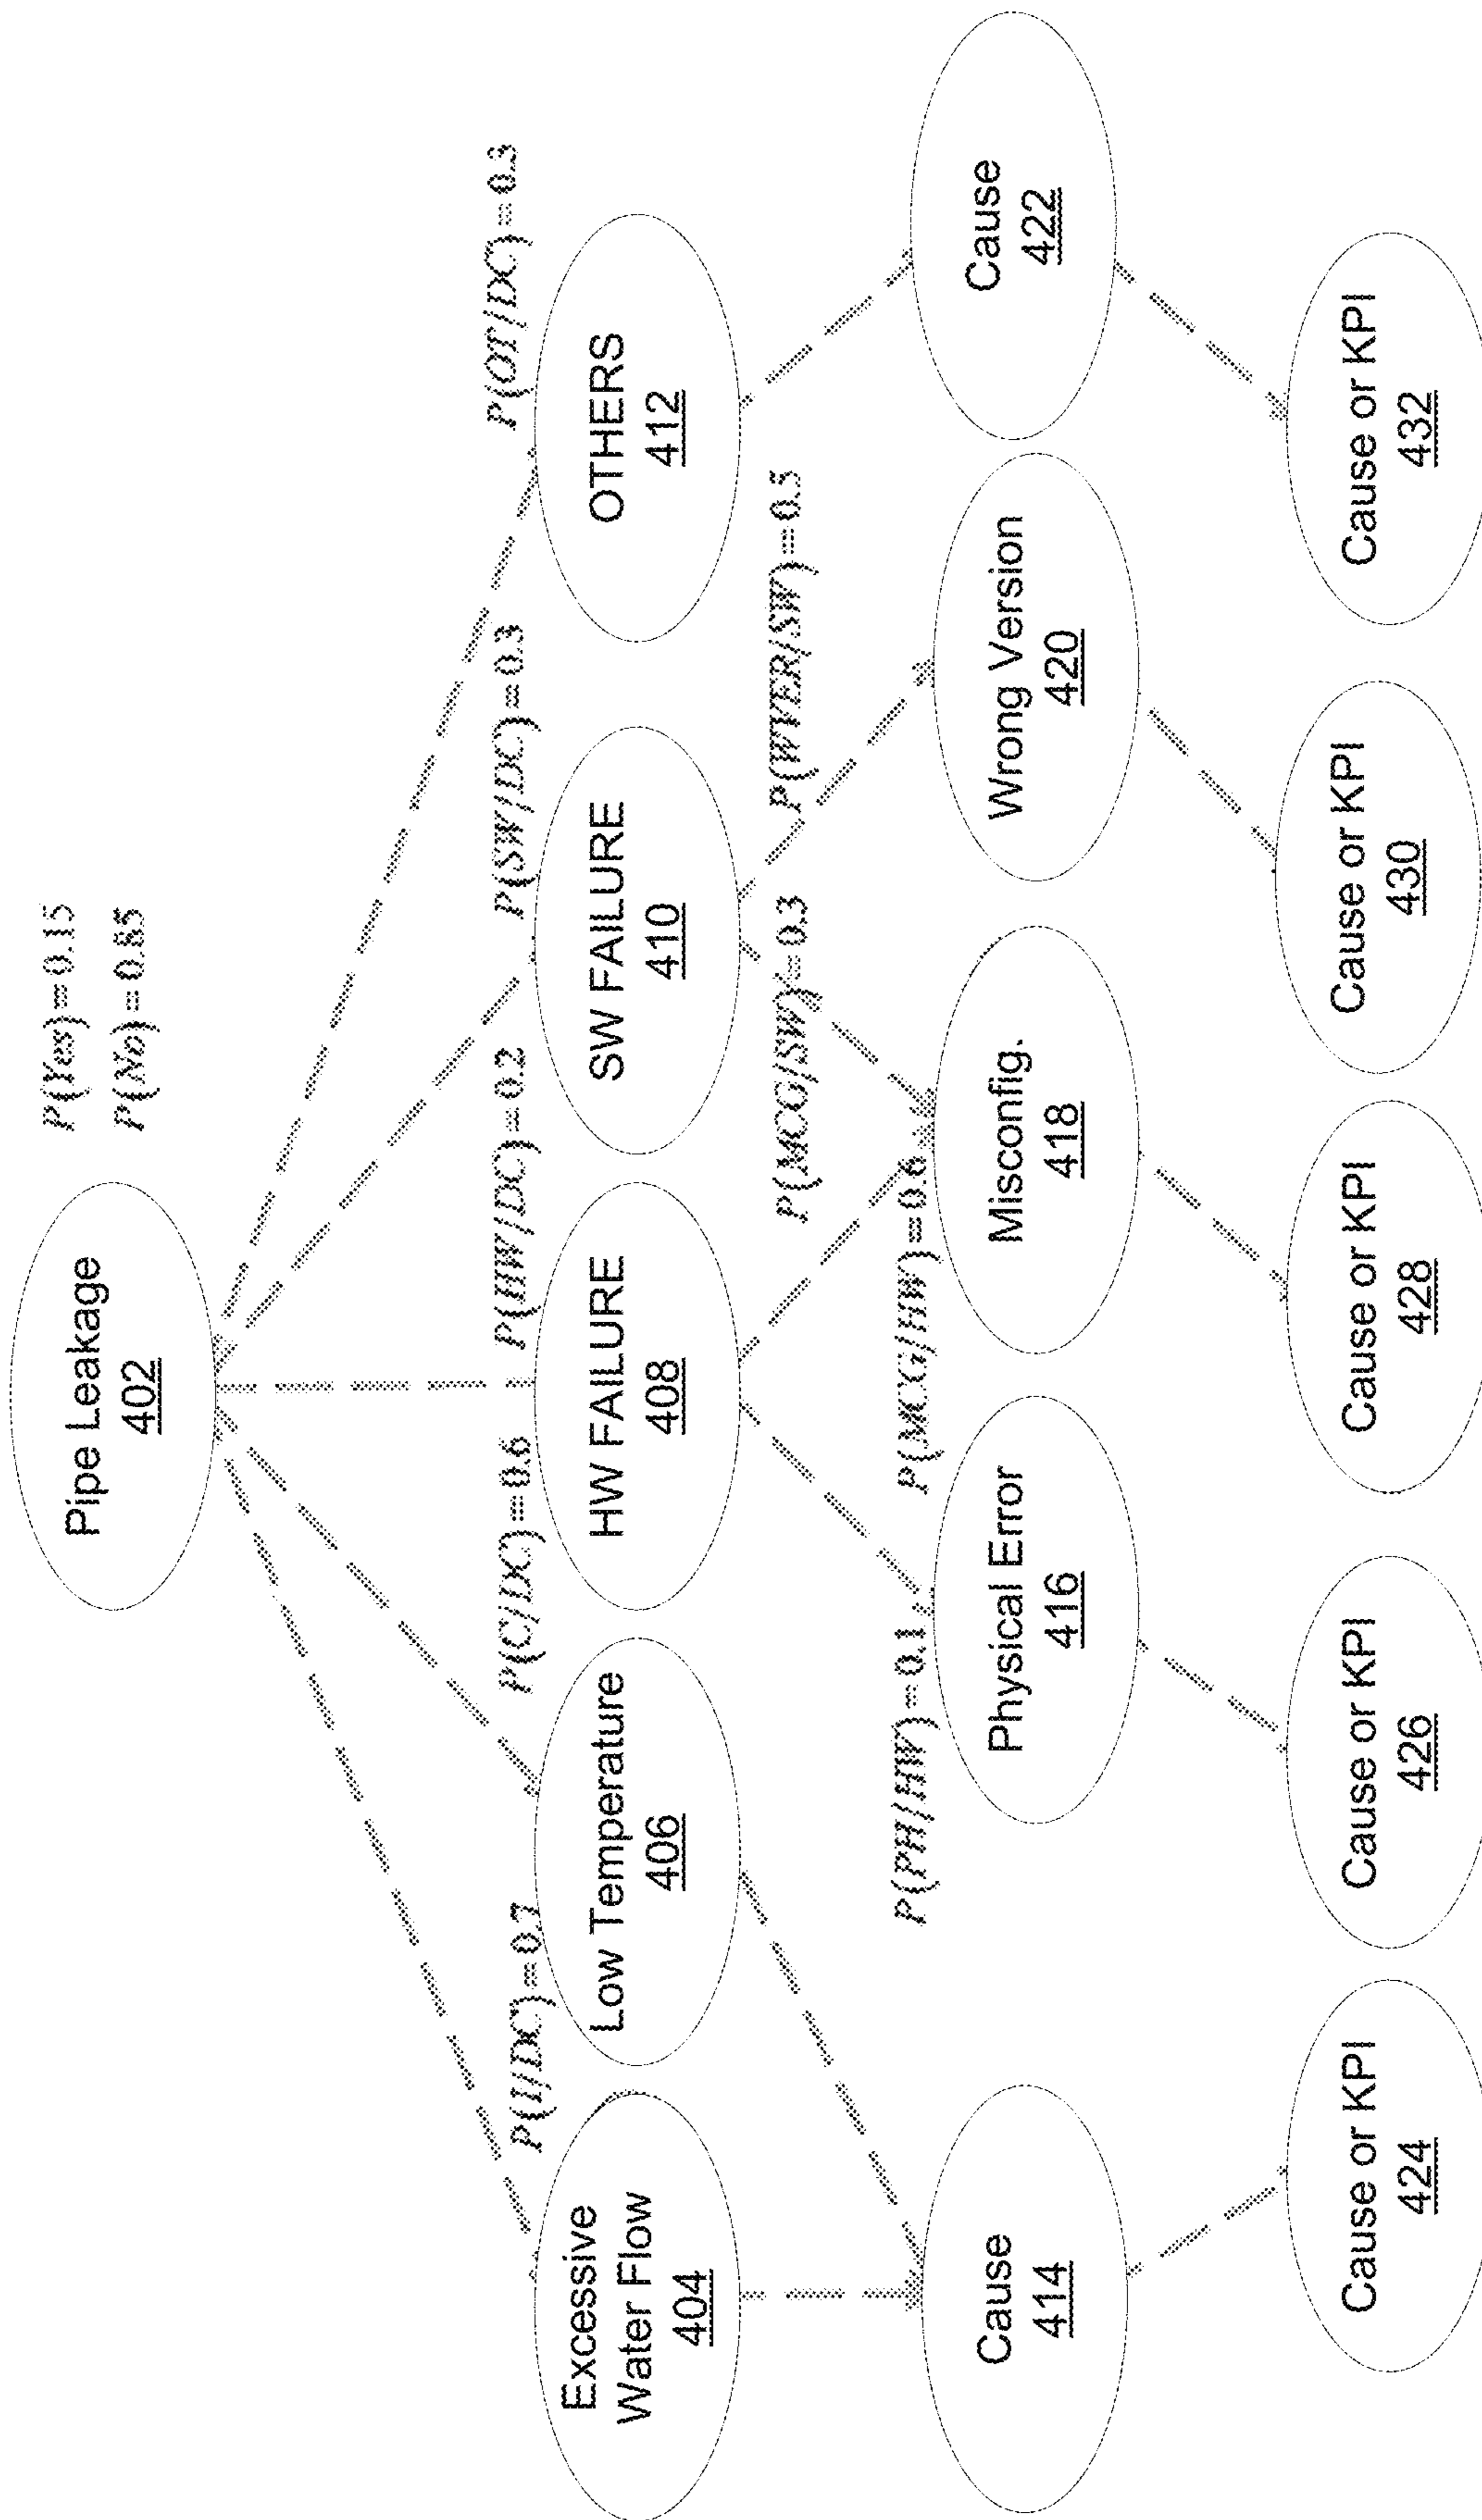 Pipe Leakage
402
P(Yes)=0.15
P(No)=0.85
P(I/DC)=0.7
P(C/DC)=0.6
P(HW/DC)=0.2
P(SW/DC)=0.3
P(OT/DC)=0.3
Excessive
Water Flow
404
Low Temperature
406
HW FAILURE
408
SW FAILURE
410
OTHERS
412
P(PH/HW)=0.1
P(MCG/HW)=0.6
P(MCG/SW)=0.3
P(WVER/SW)=0.5
Cause
414
Physical Error
416
Misconfig.
418
Wrong Version
420
Cause
422
Cause or KPI
424
Cause or KPI
426
Cause or KPI
428
Cause or KPI
430
Cause or KPI
432